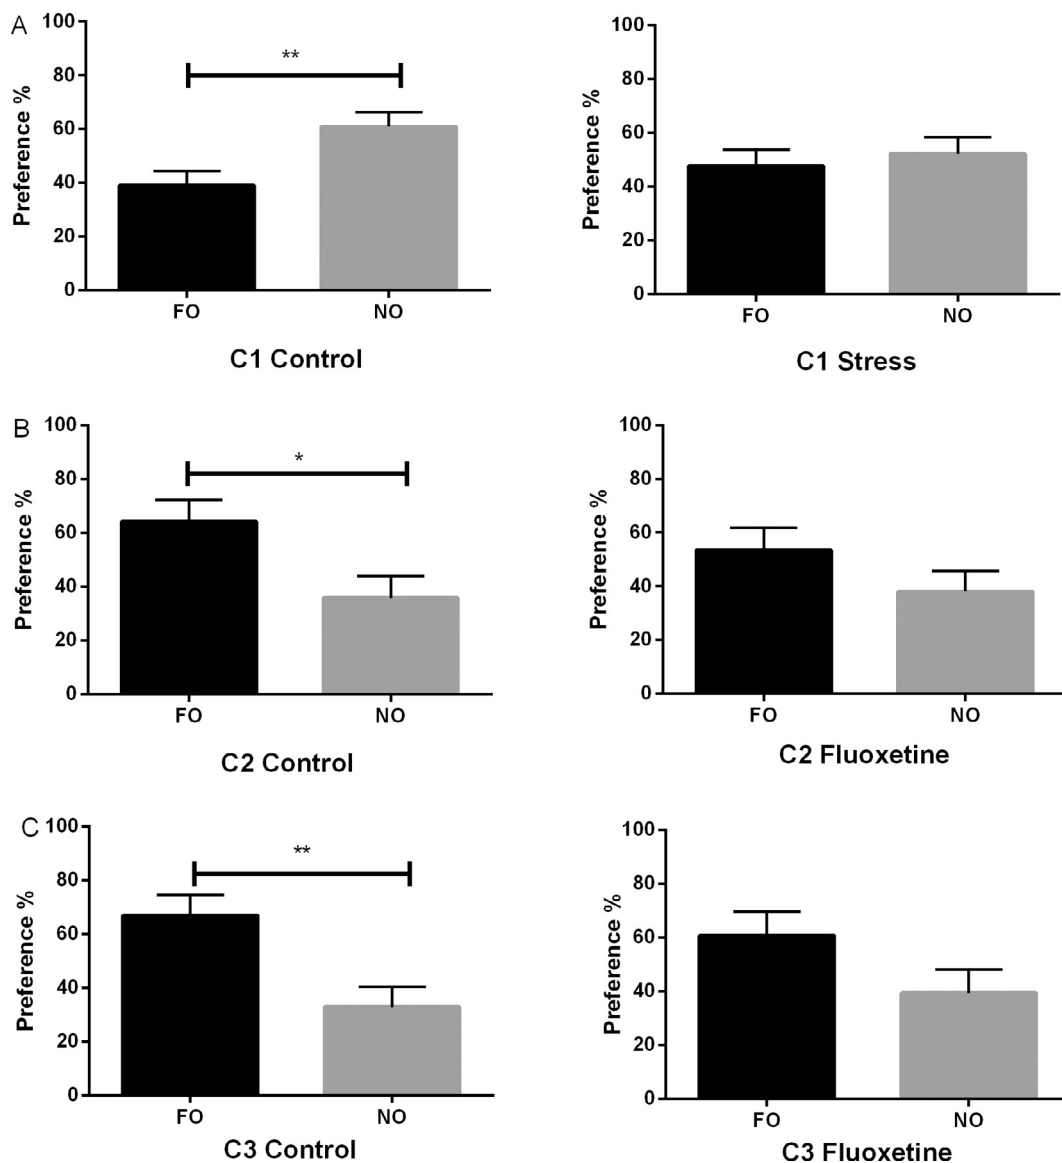 A
Preference %
100
80
60
40
20
0
**
FO NO
C1 Control
Preference %
100
80
60
40
20
0
FO NO
C1 Stress
B
Preference %
100
80
60
40
20
0
*
FO NO
C2 Control
Preference %
100
80
60
40
20
0
FO NO
C2 Fluoxetine
C
Preference %
100
80
60
40
20
0
**
FO NO
C3 Control
Preference %
100
80
60
40
20
0
FO NO
C3 Fluoxetine